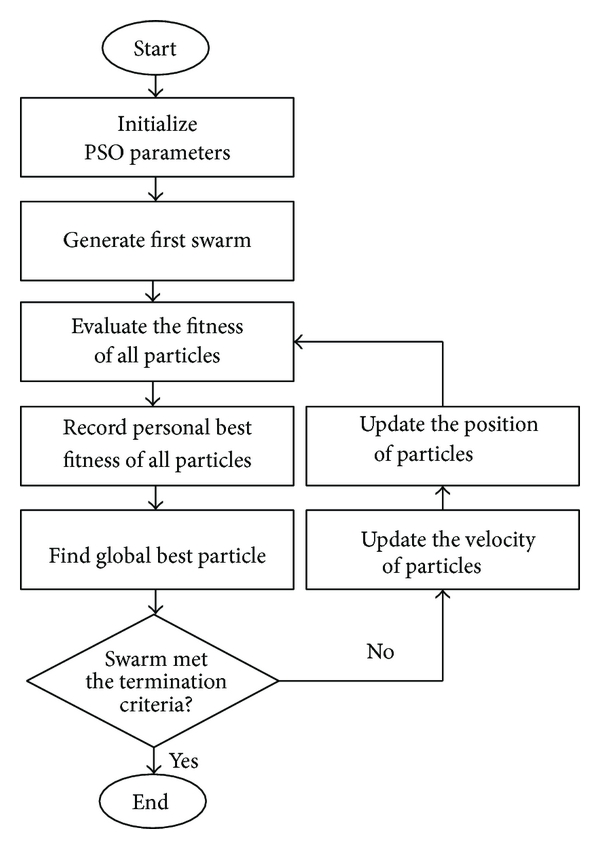 Start
Initialize
PSO parameters
Generate first swarm
Evaluate the fitness
of all particles
Record personal best
fitness of all particles
Find global best particle
Swarm met
the termination
criteria?
Yes
End
No
Update the velocity
of particles
Update the position
of particles